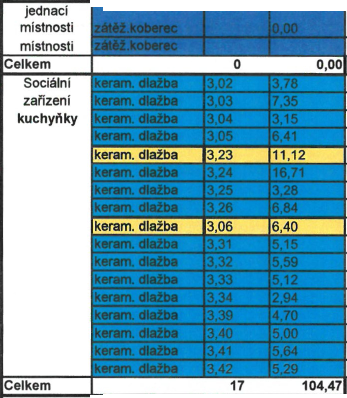 jednací
místnosti zátěž.koberec 0,00
místnosti zátěž.koberec
Celkem 0 0,00
Sociální keram. dlažba 3,02 3,78
zařízení keram. dlažba 3,03 7,35
kuchyňky keram. dlažba 3,04 3,15
keram. dlažba 3,05 6,41
keram. dlažba 3,23 11,12
keram. dlažba 3,24 16,71
keram. dlažba 3,25 3,28
keram. dlažba 3,26 6,84
keram. dlažba 3,06 6,40
keram. dlažba 3,31 5,15
keram. dlažba 3,32 5,59
keram. dlažba 3,33 5,12
keram. dlažba 3,34 2,94
keram. dlažba 3,39 4,70
keram. dlažba 3,40 5,00
keram. dlažba 3,41 5,64
keram. dlažba 3,42 5,29
Celkem 17 104,47